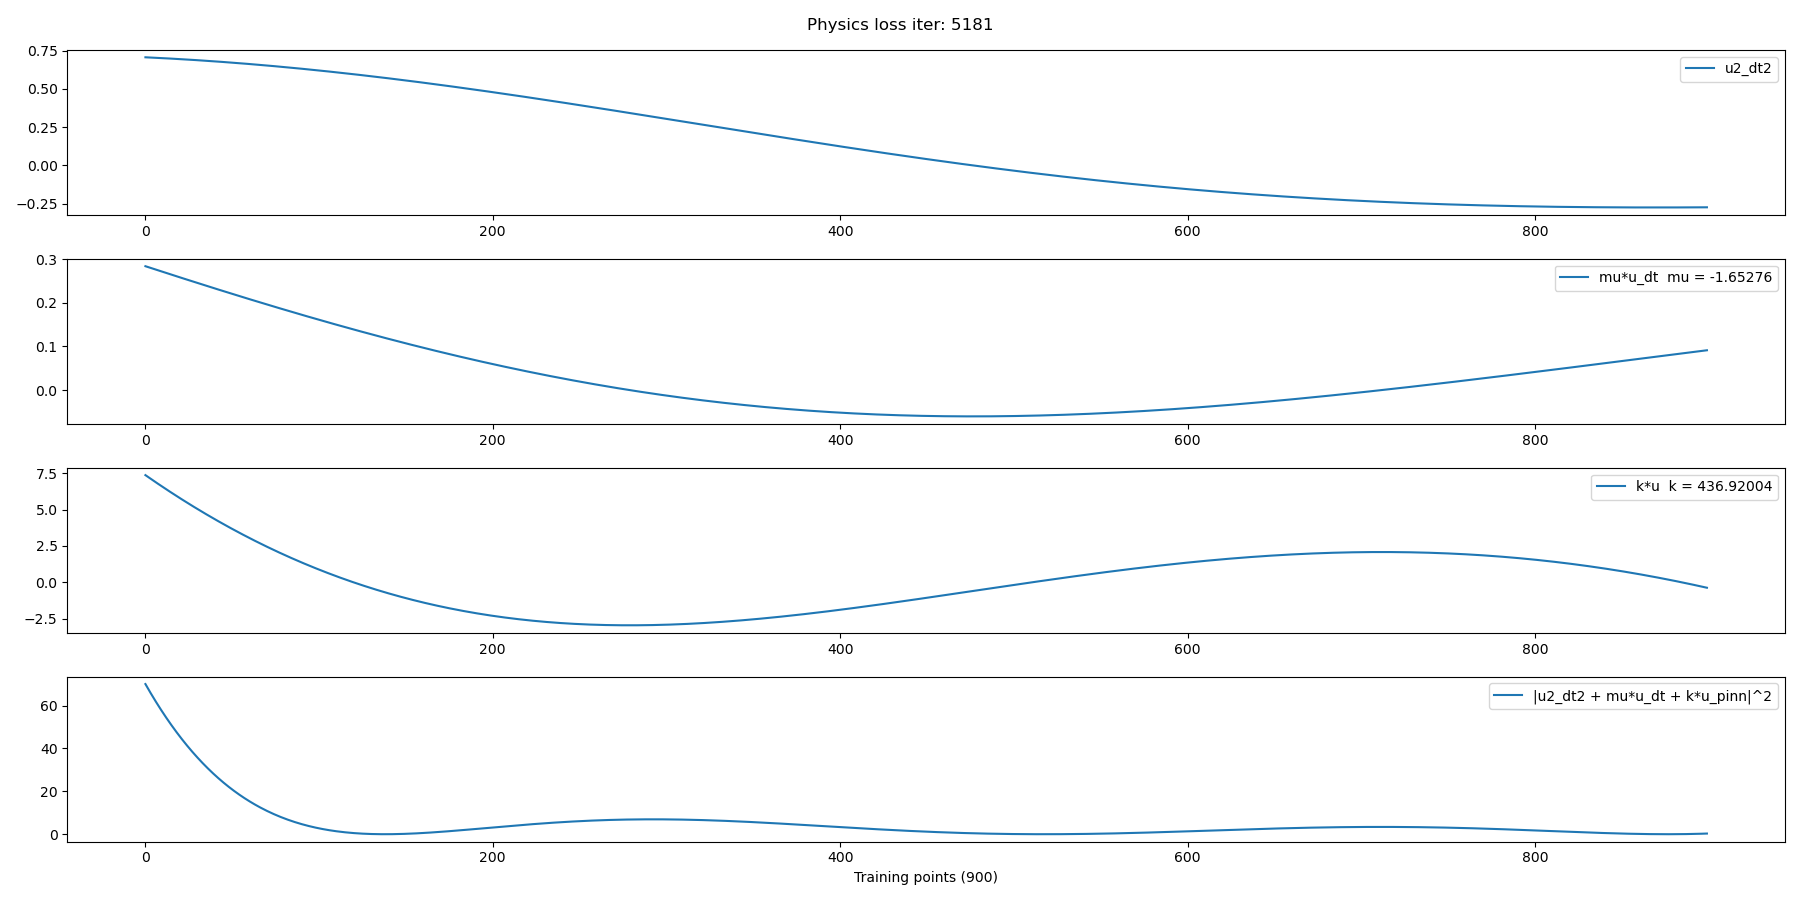 Physics loss iter: 5181
0.75
0.50
0.25
0.00
−0.25
u2_dt2
0 200 400 600 800
0.3
0.2
0.1
0.0
mu*u_dt  mu = -1.65276
0 200 400 600 800
7.5
5.0
2.5
0.0
−2.5
k*u  k = 436.92004
0 200 400 600 800
60
40
20
0
|u2_dt2 + mu*u_dt + k*u_pinn|^2
0 200 400 600 800
Training points (900)